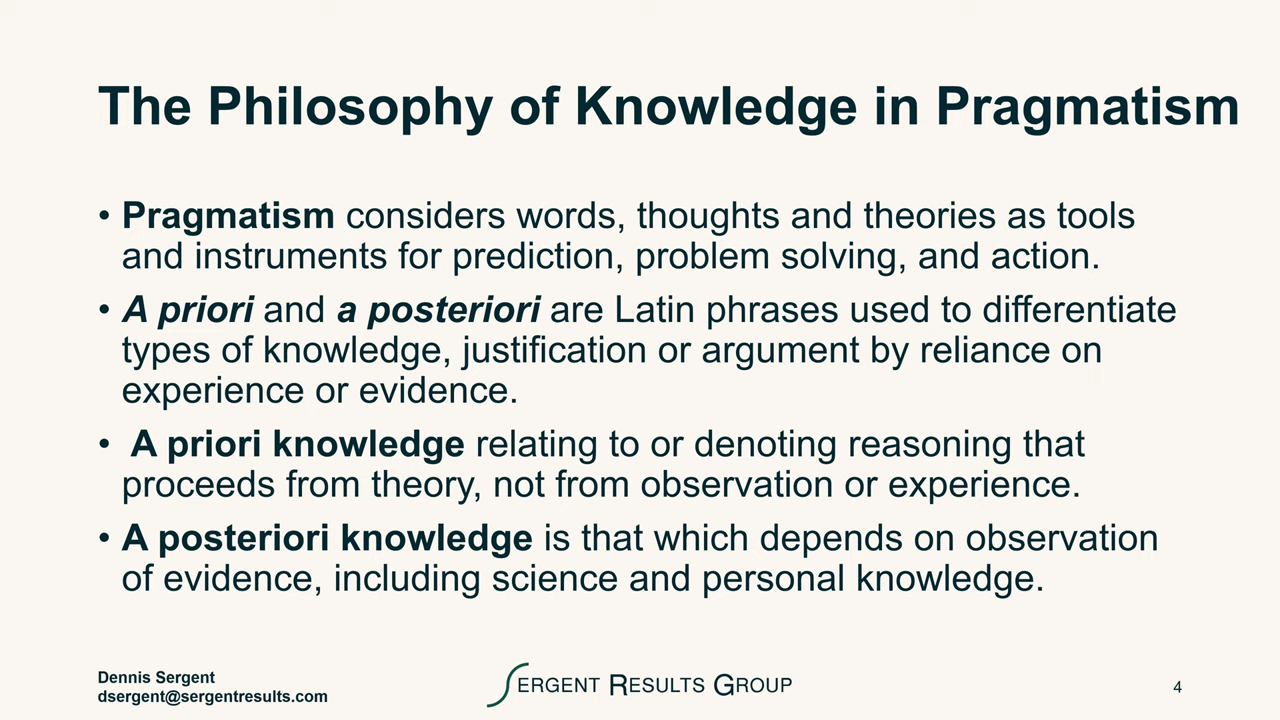 The Philosophy of Knowledge in Pragmatism
• Pragmatism considers words, thoughts and theories as tools
and instruments for prediction, problem solving, and action.
• A priori and a posteriori are Latin phrases used to differentiate
types of knowledge, justification or argument by reliance on
experience or evidence.
• A priori knowledge relating to or denoting reasoning that
proceeds from theory, not from observation or experience.
• A posteriori knowledge is that which depends on observation
of evidence, including science and personal knowledge.
Dennis Sergent
dsergent@sergentresults.com
SERGENT RESULTS GROUP
4